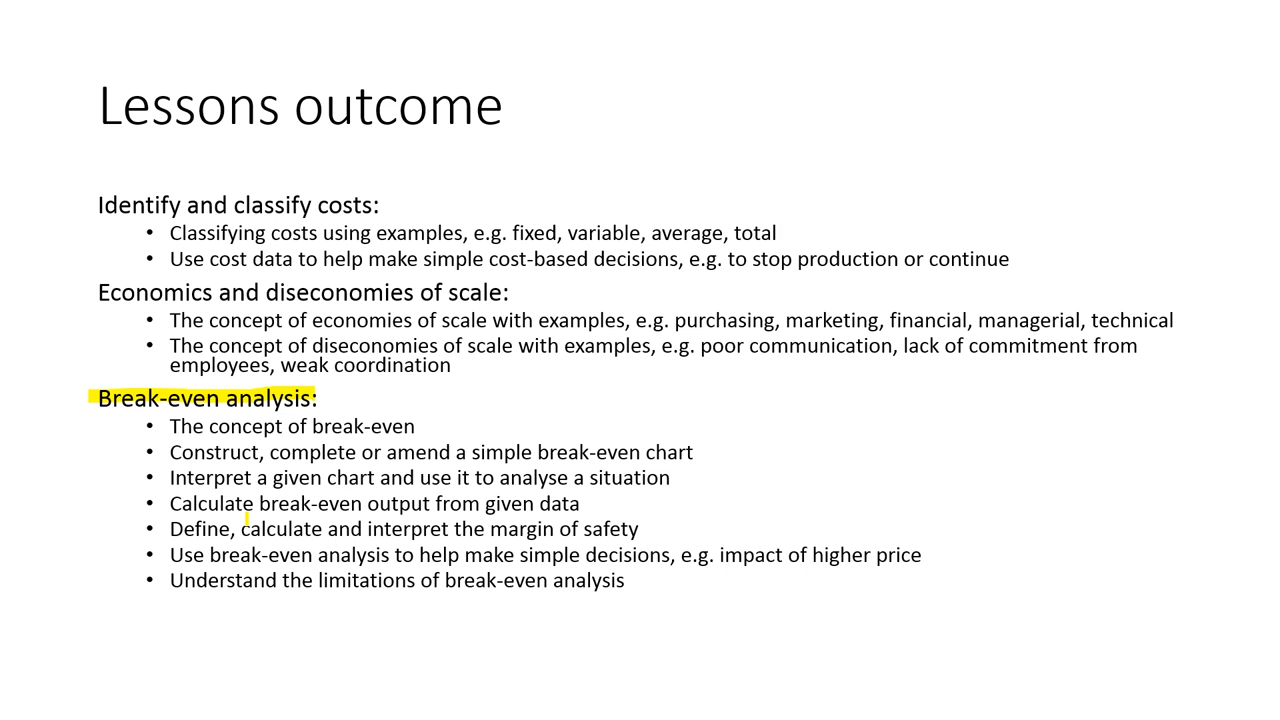 Lessons outcome
Identify and classify costs:
• Classifying costs using examples, e.g. fixed, variable, average, total
• Use cost data to help make simple cost-based decisions, e.g. to stop production or continue
Economics and diseconomies of scale:
• The concept of economies of scale with examples, e.g. purchasing, marketing, financial, managerial, technical
• The concept of diseconomies of scale with examples, e.g. poor communication, lack of commitment from
employees, weak coordination
Break-even analysis:
• The concept of break-even
• Construct, complete or amend a simple break-even chart
• Interpret a given chart and use it to analyse a situation
• Calculate break-even output from given data
• Define, calculate and interpret the margin of safety
• Use break-even analysis to help make simple decisions, e.g. impact of higher price
• Understand the limitations of break-even analysis